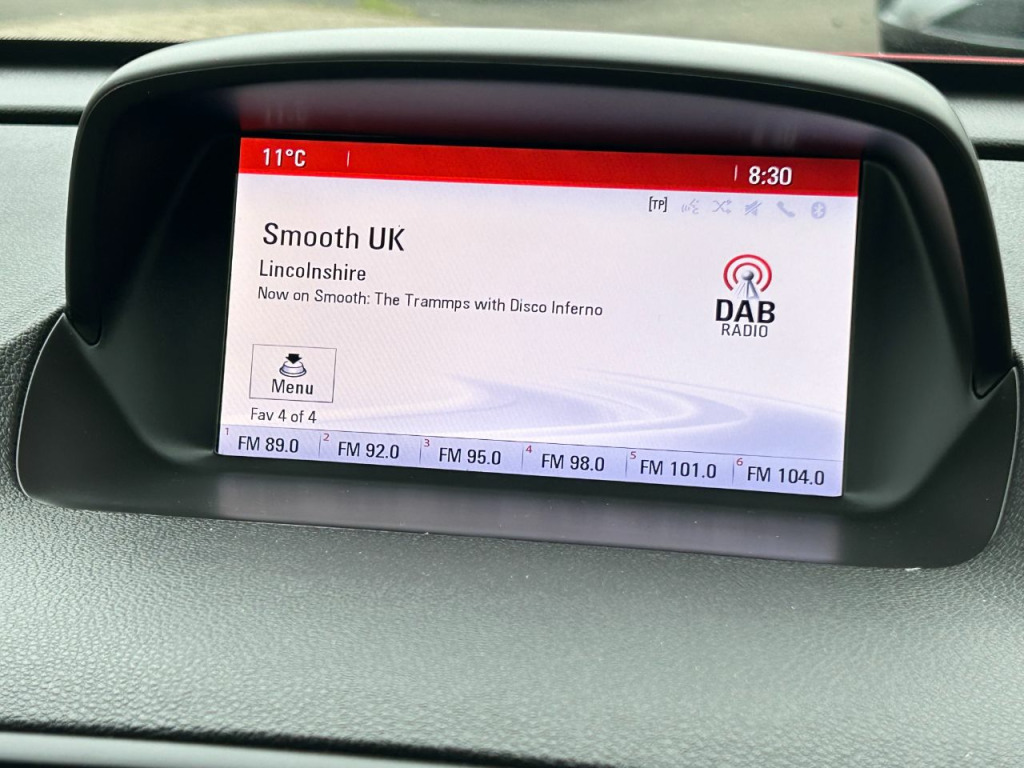 11°C 8:30
[TP]
Smooth UK
Lincolnshire
Now on Smooth: The Trammps with Disco Inferno
DAB
RADIO
Menu
Fav 4 of 4
1 FM 89.0 2 FM 92.0 3 FM 95.0 4 FM 98.0 5 FM 101.0 6 FM 104.0